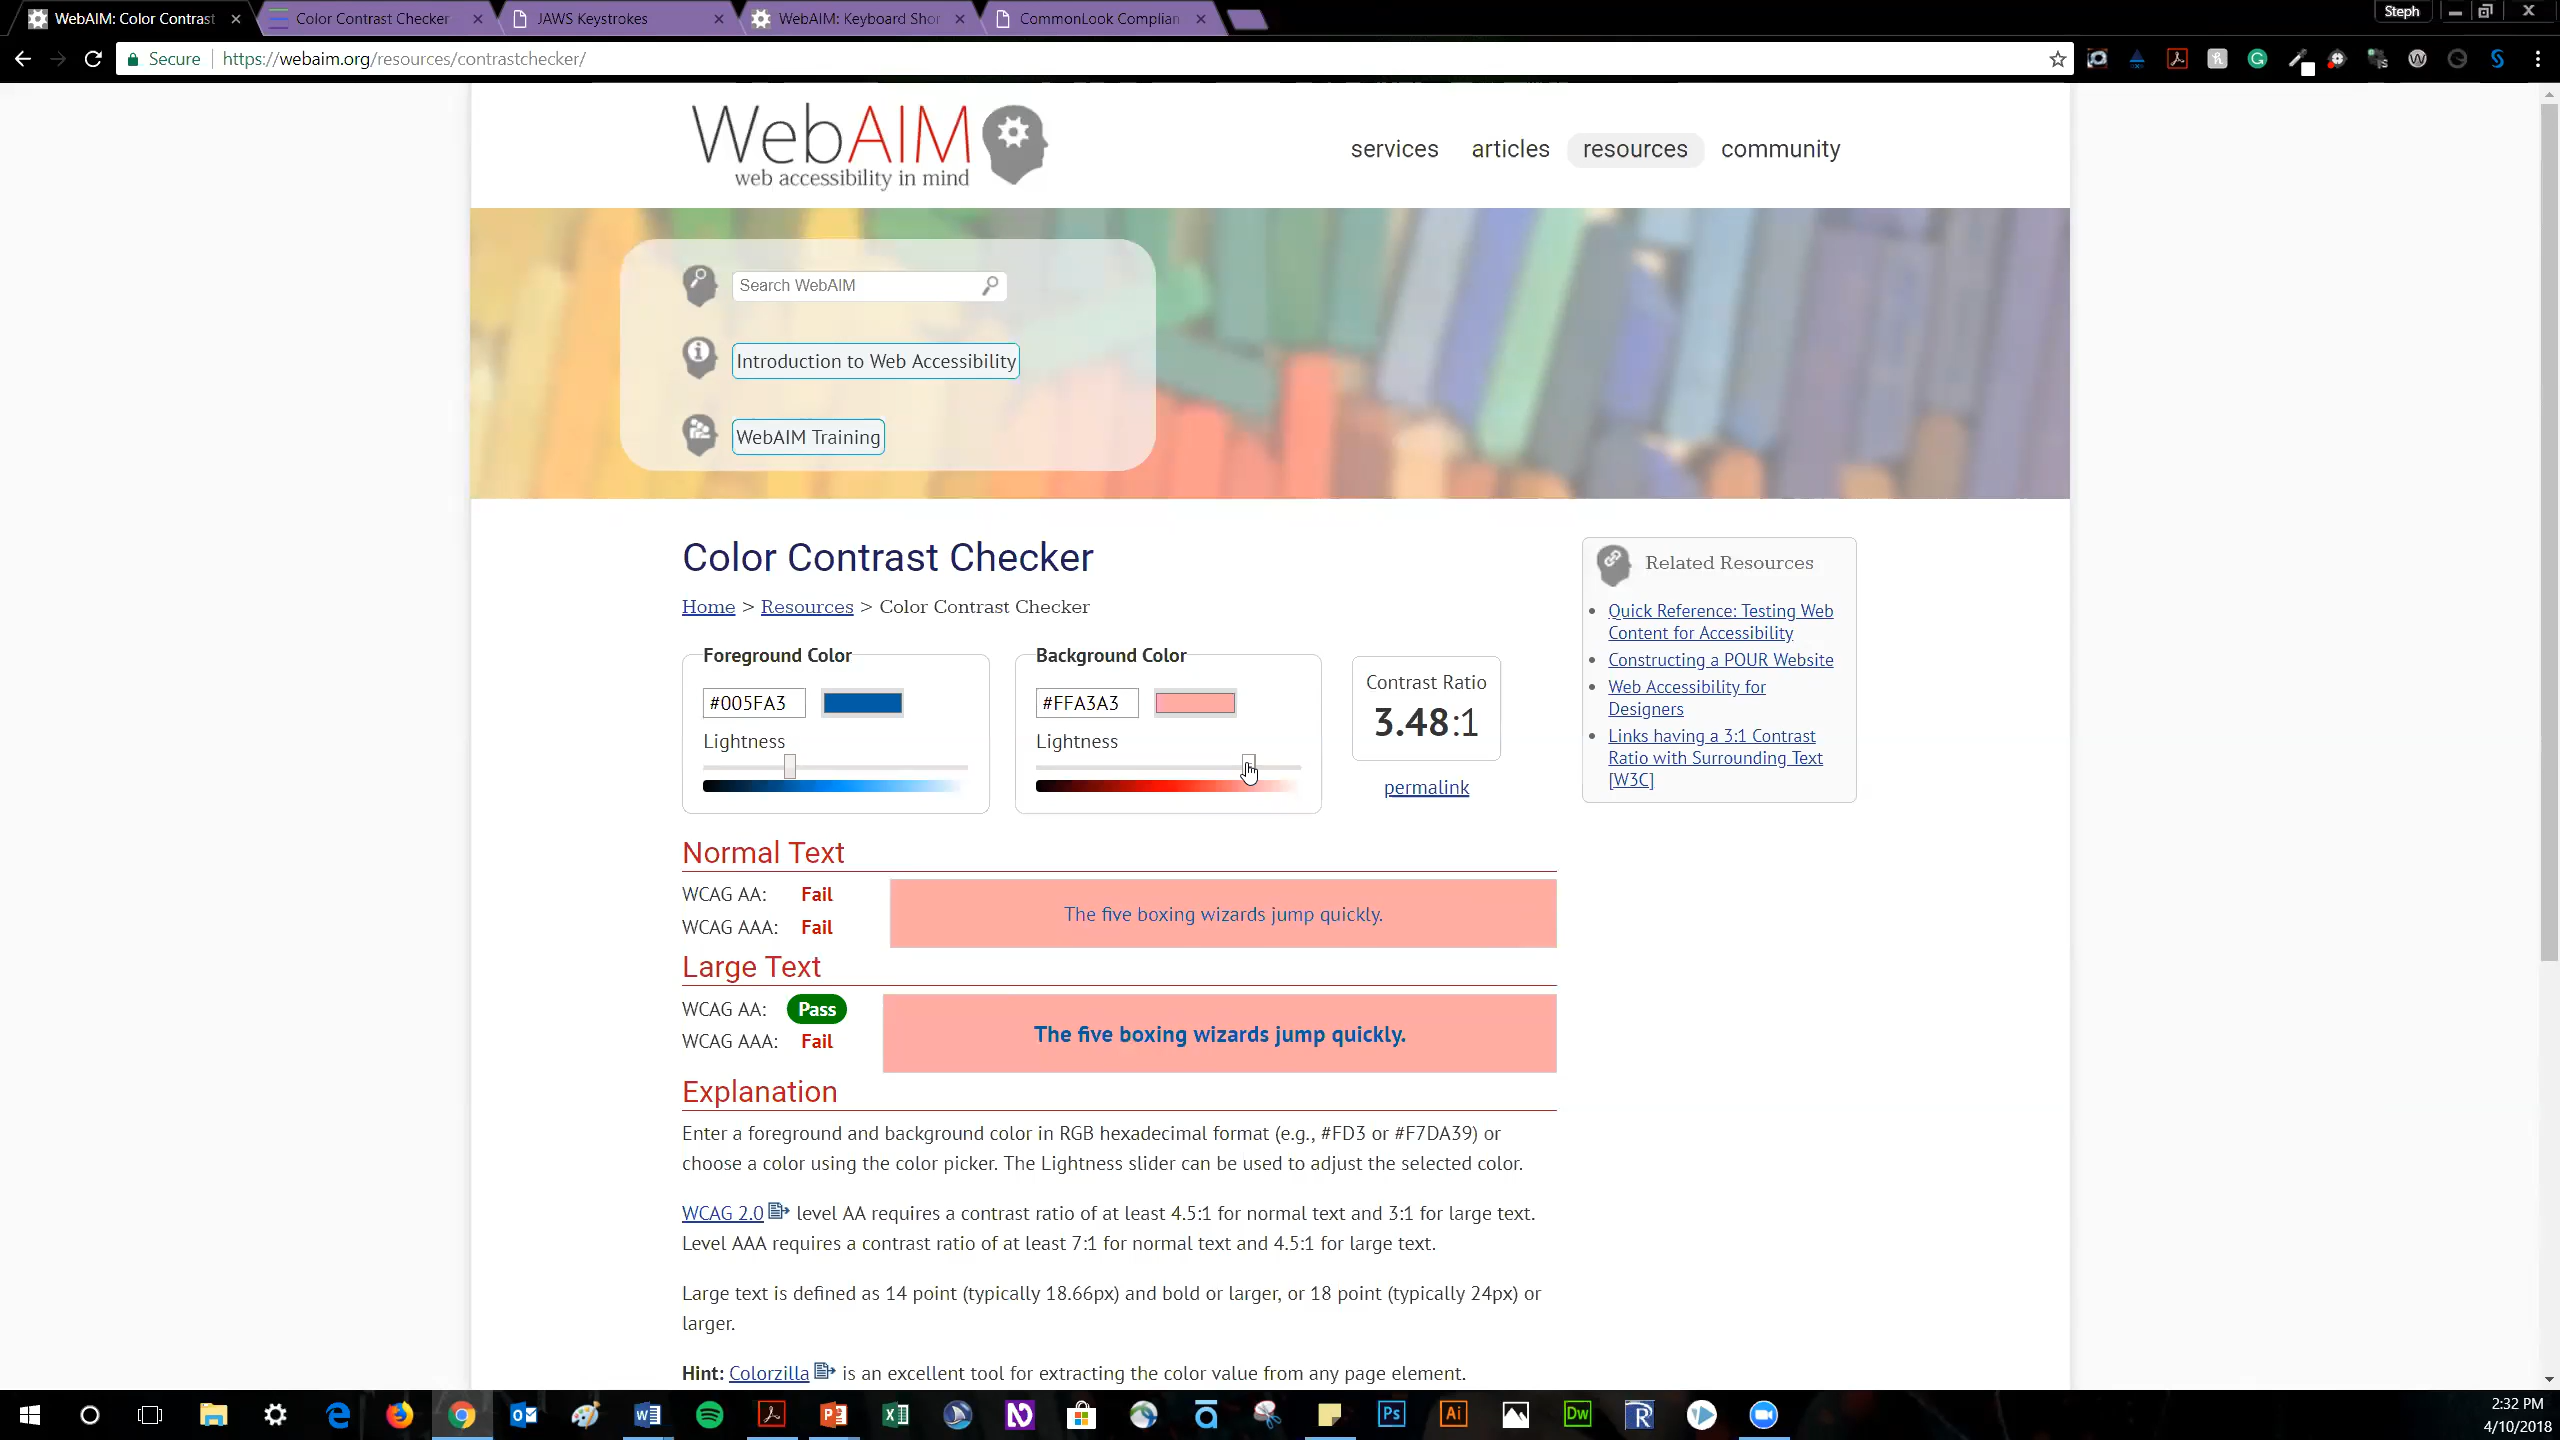 WebAIM: Color Contrast
Color Contrast Checker
JAWS Keystrokes
WebAIM: Keyboard Shor
CommonLook Complian
Steph
Secure
https://webaim.org/resources/contrastchecker/
WebAIM
web accessibility in mind
services
articles
resources
community
Search WebAIM
Introduction to Web Accessibility
WebAIM Training
Color Contrast Checker
Home > Resources > Color Contrast Checker
Foreground Color
#005FA3
Lightness
Background Color
#FFA3A3
Lightness
Contrast Ratio
3.48:1
permalink
Related Resources
Quick Reference: Testing Web
Content for Accessibility
Constructing a POUR Website
Web Accessibility for
Designers
Links having a 3:1 Contrast
Ratio with Surrounding Text
[W3C]
Normal Text
WCAG AA: Fail
WCAG AAA: Fail
The five boxing wizards jump quickly.
Large Text
WCAG AA: Pass
WCAG AAA: Fail
The five boxing wizards jump quickly.
Explanation
Enter a foreground and background color in RGB hexadecimal format (e.g., #FD3 or #F7DA39) or
choose a color using the color picker. The Lightness slider can be used to adjust the selected color.
WCAG 2.0 level AA requires a contrast ratio of at least 4.5:1 for normal text and 3:1 for large text.
Level AAA requires a contrast ratio of at least 7:1 for normal text and 4.5:1 for large text.
Large text is defined as 14 point (typically 18.66px) and bold or larger, or 18 point (typically 24px) or
larger.
Hint: Colorzilla is an excellent tool for extracting the color value from any page element.
Ps
Ai
Dw
2:32 PM
4/10/2018